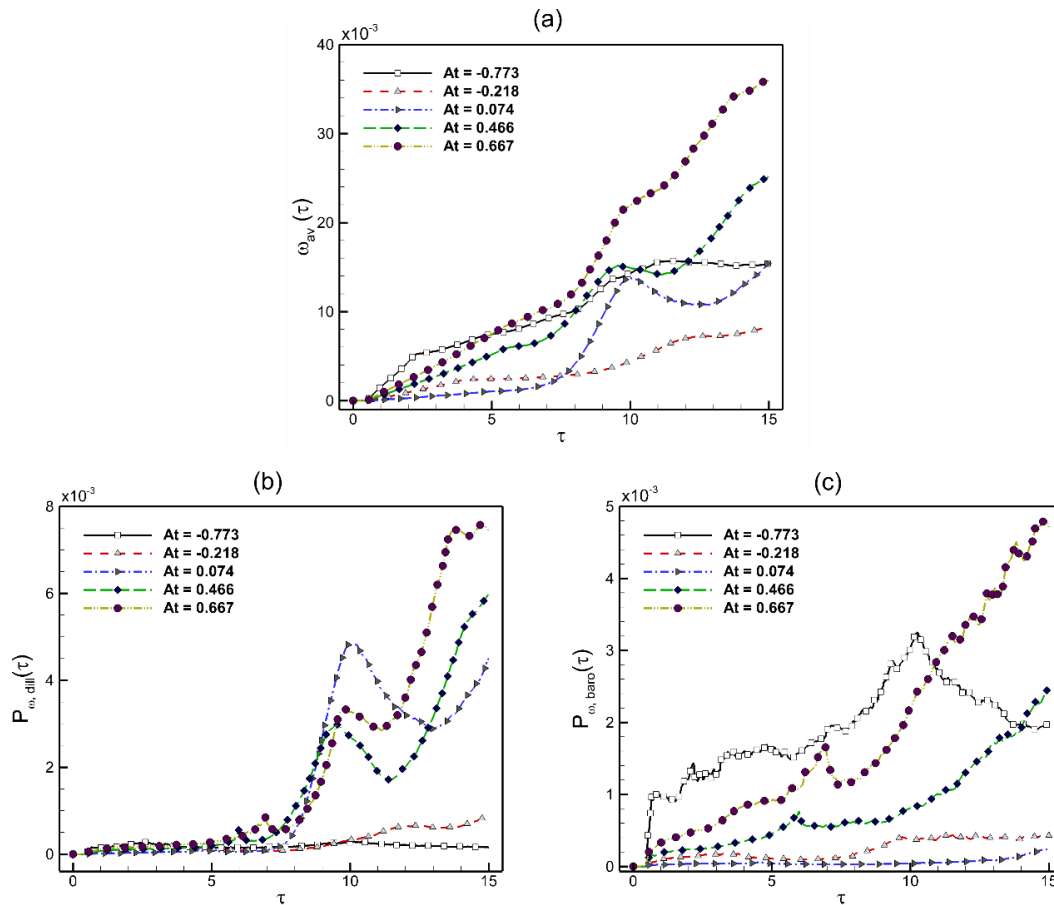 (a)
x10⁻³
40
30
20
10
0
ω_av (τ)
At = -0.773
At = -0.218
At = 0.074
At = 0.466
At = 0.667
0 5 10 15
τ
(b)
x10⁻³
8
6
4
2
0
P_ω, dill (τ)
At = -0.773
At = -0.218
At = 0.074
At = 0.466
At = 0.667
0 5 10 15
τ
(c)
x10⁻³
5
4
3
2
1
0
P_ω, baro (τ)
At = -0.773
At = -0.218
At = 0.074
At = 0.466
At = 0.667
0 5 10 15
τ